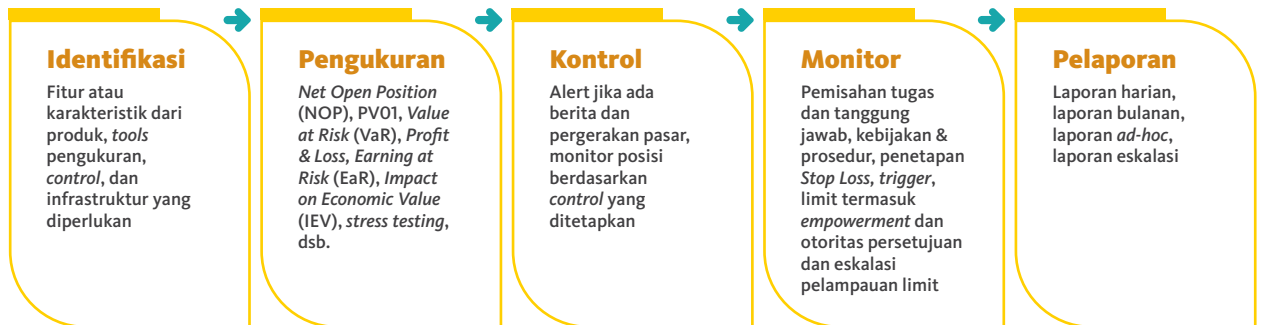 Identifikasi
Fitur atau
karakteristik dari
produk, tools
pengukuran,
control, dan
infrastruktur yang
diperlukan
Pengukuran
Net Open Position
(NOP), PV01, Value
at Risk (VaR), Profit
& Loss, Earning at
Risk (EaR), Impact
on Economic Value
(IEV), stress testing,
dsb.
Kontrol
Alert jika ada
berita dan
pergerakan pasar,
monitor posisi
berdasarkan
control yang
ditetapkan
Monitor
Pemisahan tugas
dan tanggung
jawab, kebijakan &
prosedur, penetapan
Stop Loss, trigger,
limit termasuk
empowerment dan
otoritas persetujuan
dan eskalasi
pelampauan limit
Pelaporan
Laporan harian,
laporan bulanan,
laporan ad-hoc,
laporan eskalasi